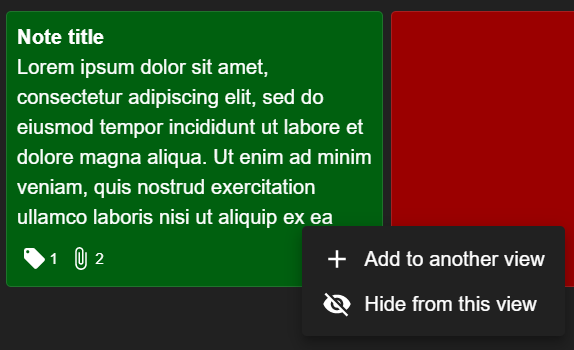 Note title
Lorem ipsum dolor sit amet,
consectetur adipiscing elit, sed do
eiusmod tempor incididunt ut labore et
dolore magna aliqua. Ut enim ad minim
veniam, quis nostrud exercitation
ullamco laboris nisi ut aliquip ex ea
1 2
Add to another view
Hide from this view